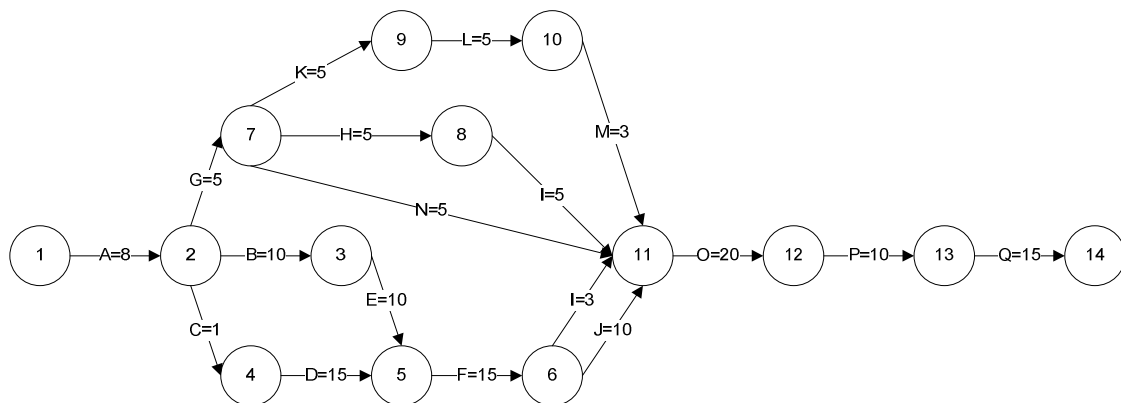 9 L=5 10
K=5
7 H=5 8 M=3
G=5 I=5
N=5
1 A=8 2 B=10 3 11 O=20 12 P=10 13 Q=15 14
E=10 I=3
C=1 J=10
4 D=15 5 F=15 6